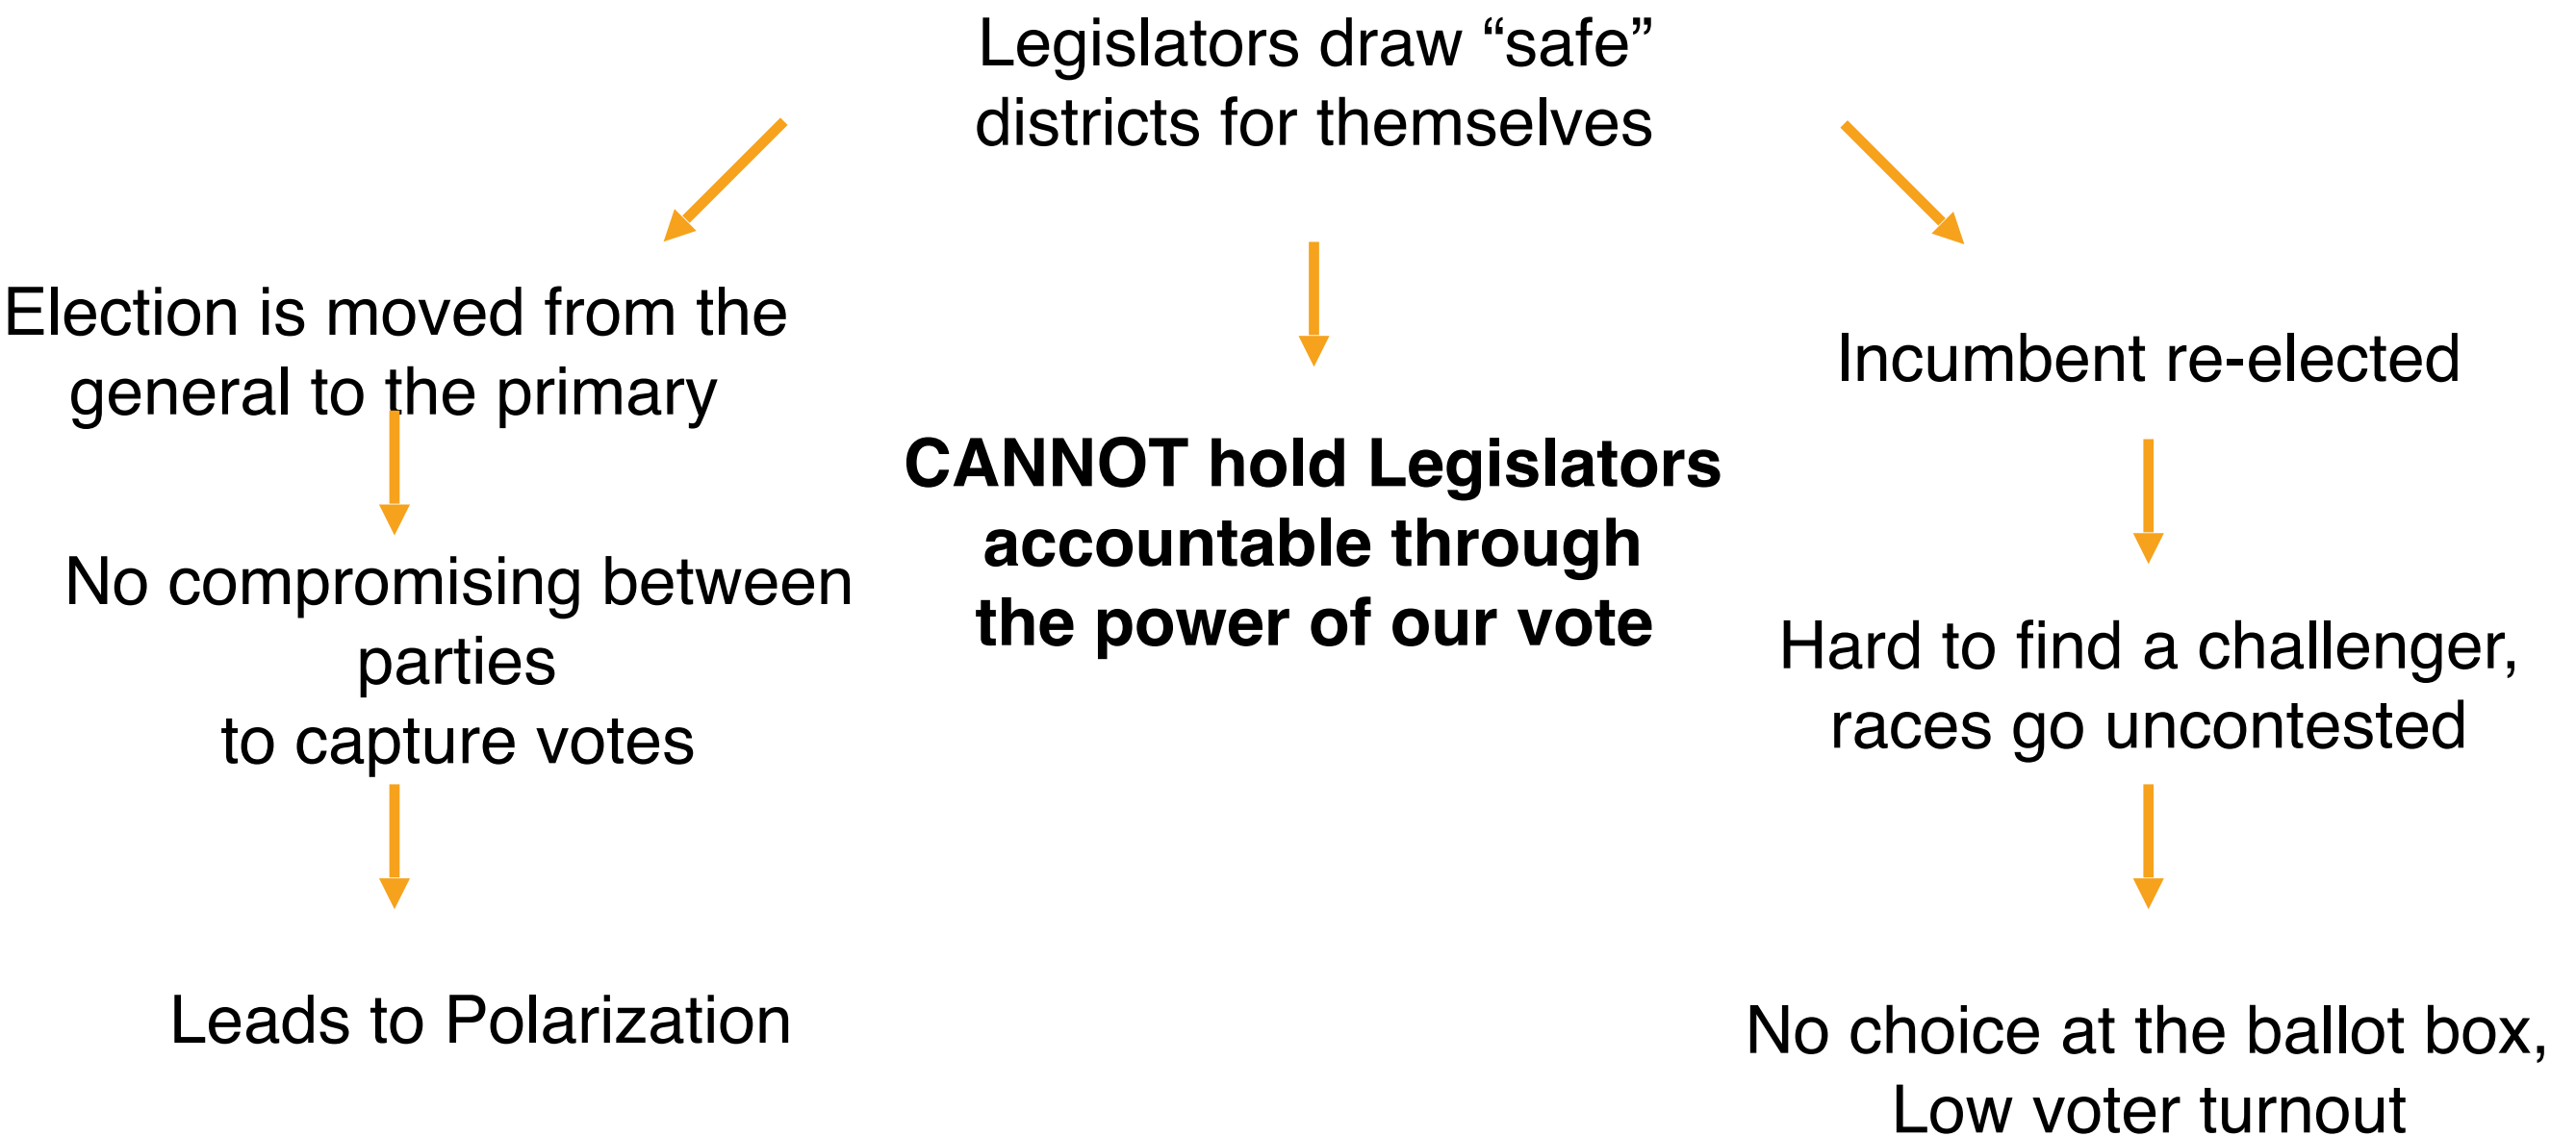 Legislators draw “safe”
districts for themselves
Election is moved from the
general to the primary
No compromising between
parties
to capture votes
Leads to Polarization
CANNOT hold Legislators
accountable through
the power of our vote
Incumbent re-elected
Hard to find a challenger,
races go uncontested
No choice at the ballot box,
Low voter turnout